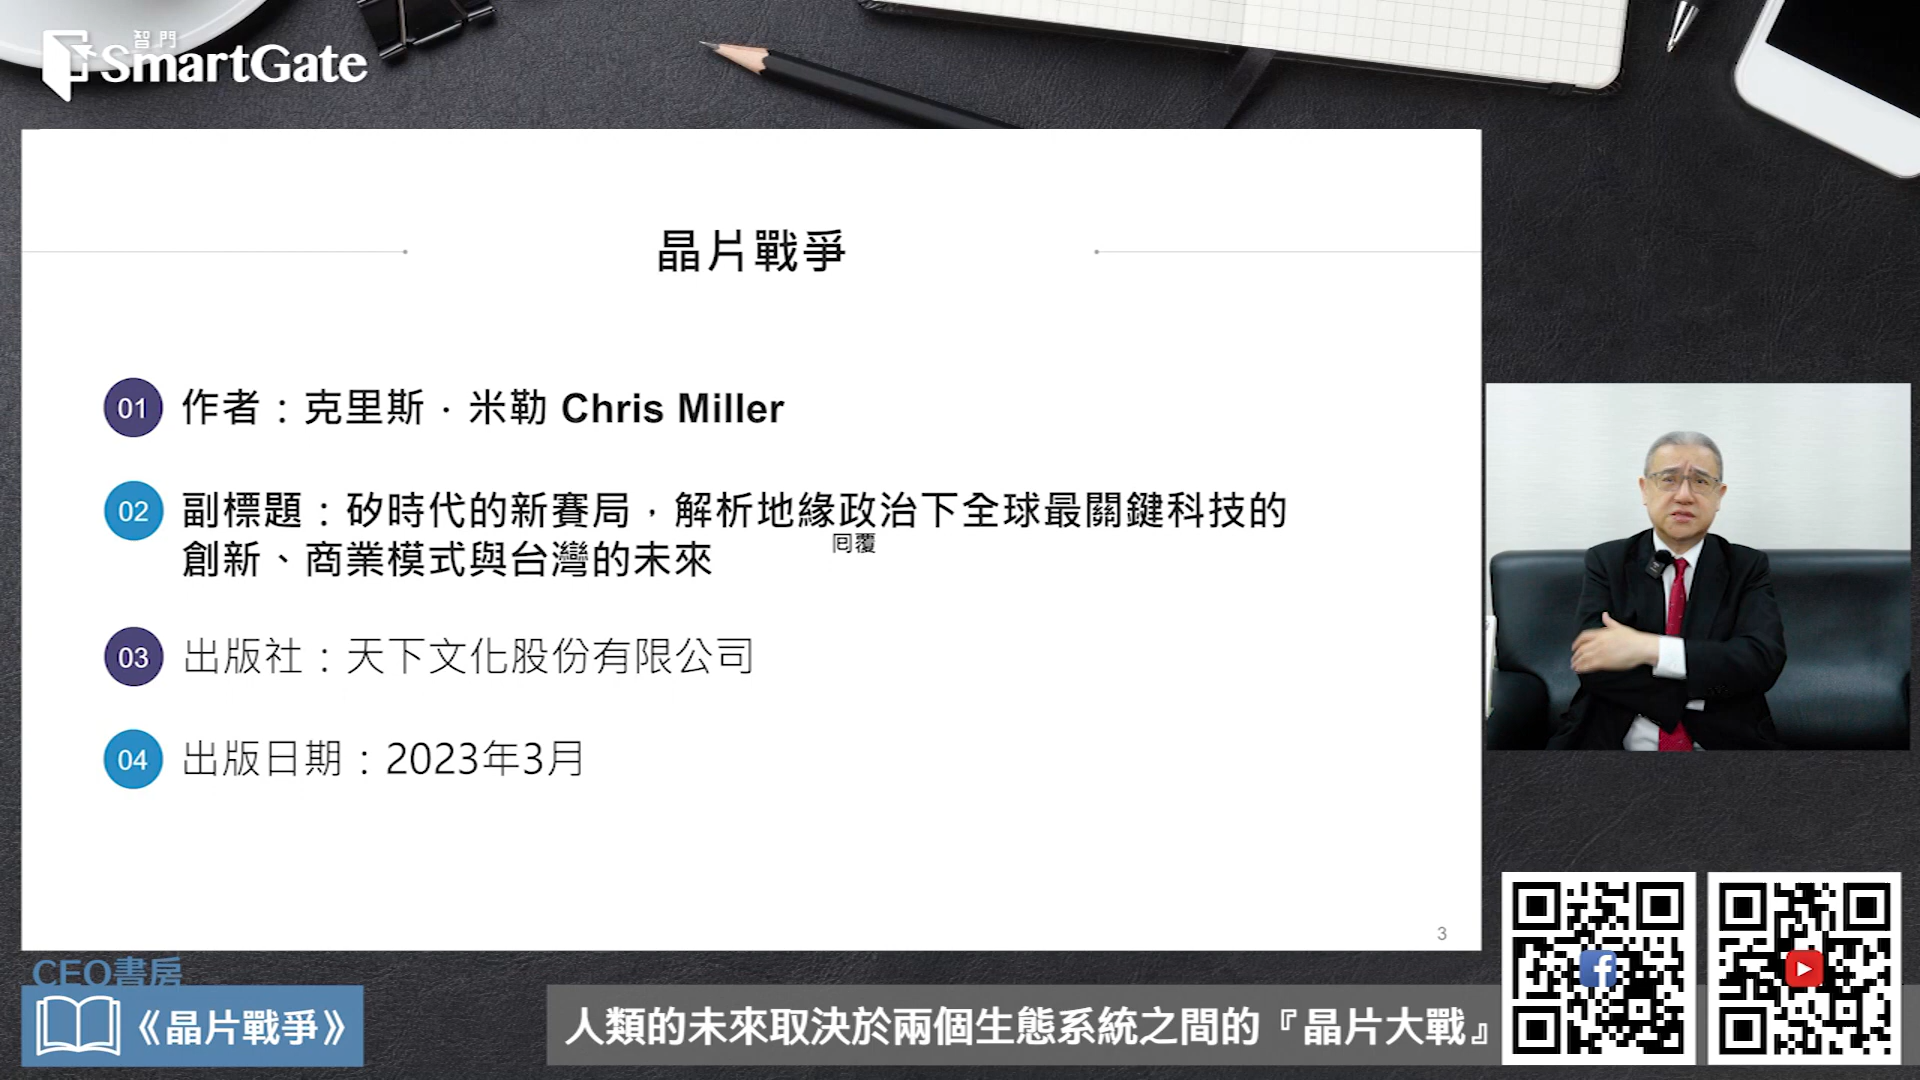 智門
SmartGate
晶片戰爭
01 作者：克里斯．米勒 Chris Miller
02 副標題：矽時代的新賽局，解析地緣政治下全球最關鍵科技的
創新、商業模式與台灣的未來
回覆
03 出版社：天下文化股份有限公司
04 出版日期：2023年3月
3
CEO書房
《晶片戰爭》
人類的未來取決於兩個生態系統之間的『晶片大戰』